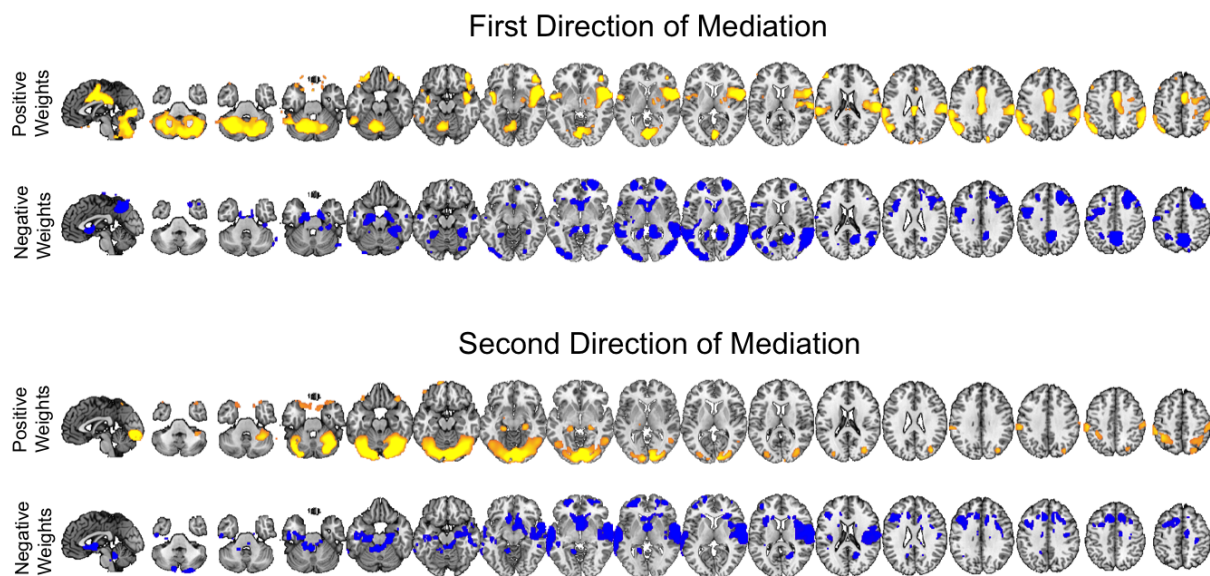 First Direction of Mediation
Positive
Weights
Negative
Weights
Second Direction of Mediation
Positive
Weights
Negative
Weights